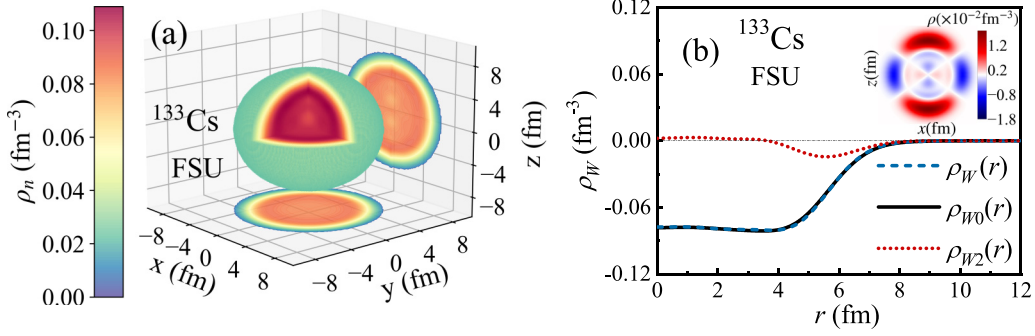 0.10
0.08
0.06
0.04
0.02
0.00
ρn (fm−3)
(a)
133Cs
FSU
−8
−4
0
4
8
x (fm)
−8
−4
0
4
8
y (fm)
8
4
0
−4
−8
z (fm)
0.12
0.06
0.00
-0.06
-0.12
ρW (fm-3)
(b)
133Cs
FSU
ρ(×10−2fm−3)
1.2
0.2
−0.8
−1.8
z(fm)
x(fm)
ρW(r)
ρW0(r)
ρW2(r)
0
2
4
6
8
10
12
r (fm)